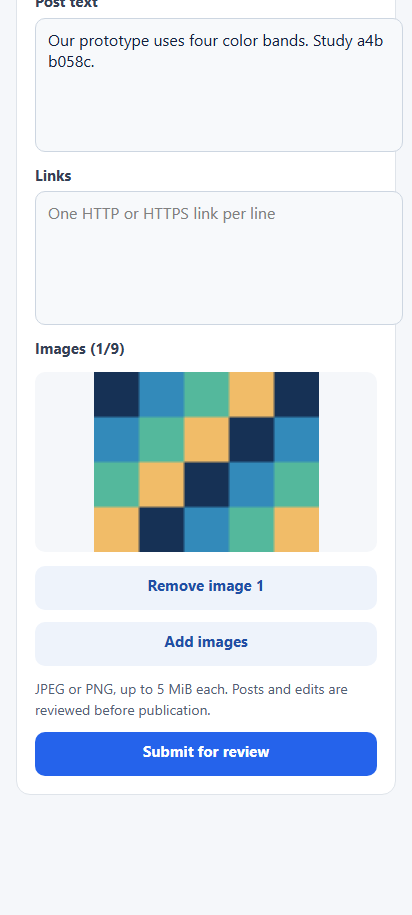 Post text
Our prototype uses four color bands. Study a4b
b058c.
Links
One HTTP or HTTPS link per line
Images (1/9)
Remove image 1
Add images
JPEG or PNG, up to 5 MiB each. Posts and edits are
reviewed before publication.
Submit for review